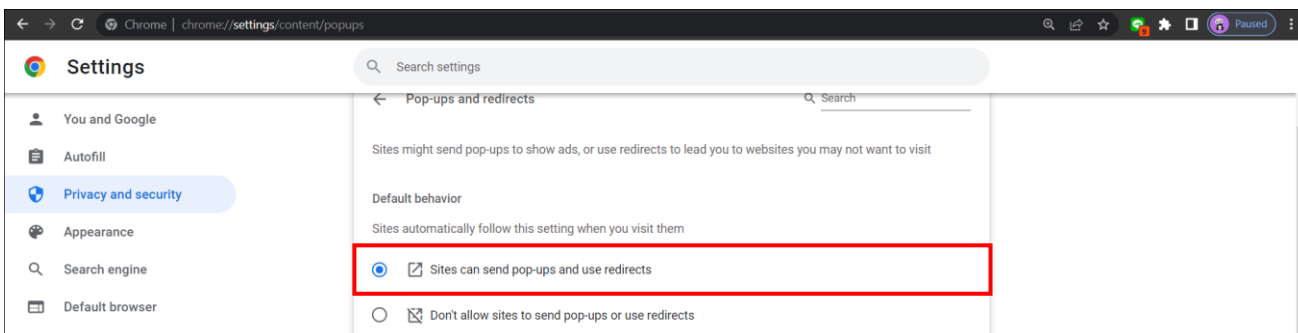 Chrome | chrome://settings/content/popups
9
Paused
Settings
Search settings
Pop-ups and redirects
Search
You and Google
Autofill
Privacy and security
Appearance
Search engine
Default browser
Sites might send pop-ups to show ads, or use redirects to lead you to websites you may not want to visit
Default behavior
Sites automatically follow this setting when you visit them
Sites can send pop-ups and use redirects
Don't allow sites to send pop-ups or use redirects